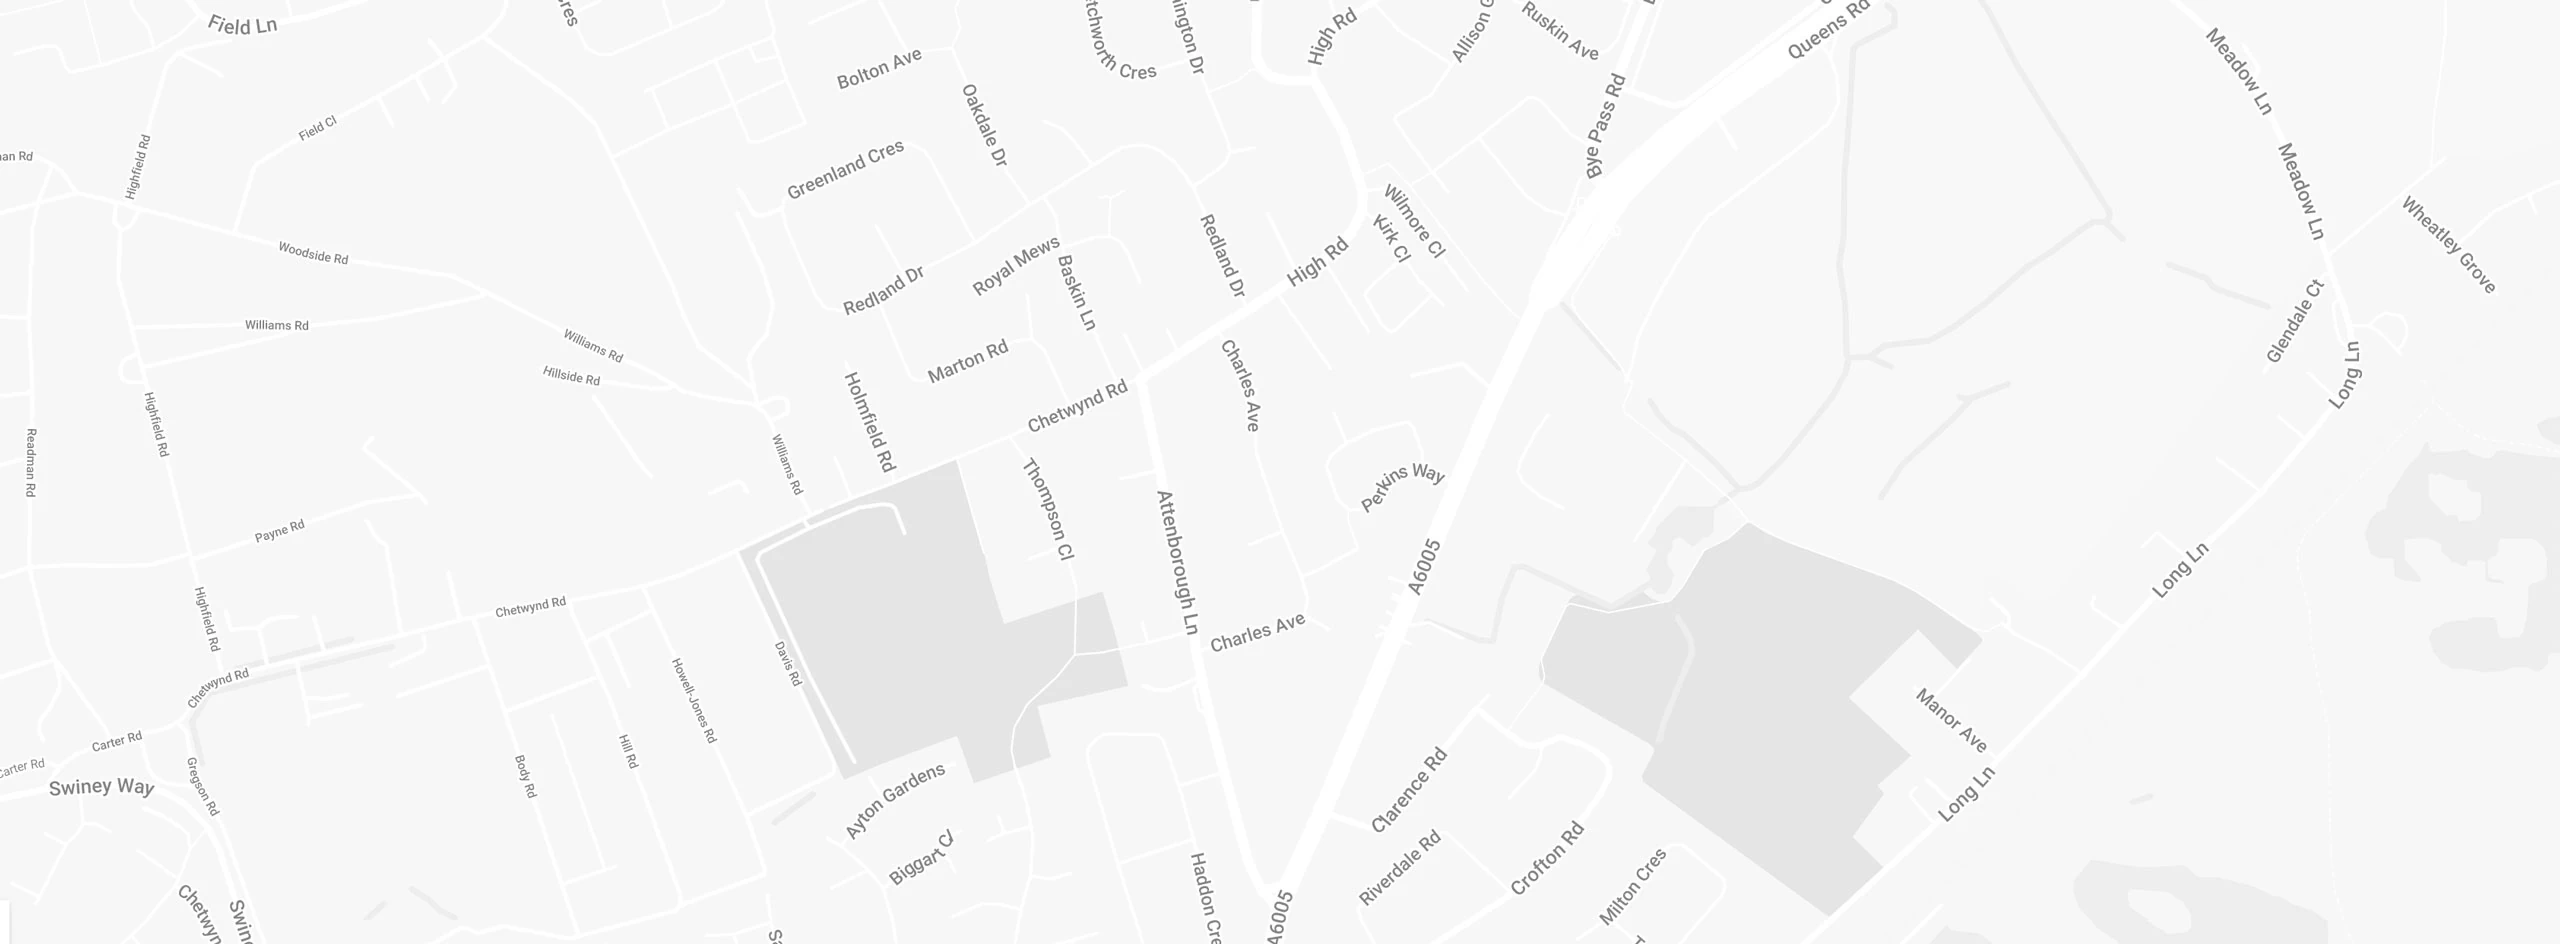 Field Ln
Bolton Ave
High Rd
Ruskin Ave
Queens Rd
Meadow Ln
Bye Pass Rd
Oakdale Dr
Field Cl
Highfield Rd
Greenland Cres
Meadow Ln
Wilmore Cl
Kirk Cl
Wheatley Grove
Woodside Rd
Redland Dr
High Rd
Royal Mews
Redland Dr
Baskin Ln
Glendale Ct
Williams Rd
Williams Rd
Hillside Rd
Marton Rd
Charles Ave
Long Ln
Chetwynd Rd
Holmfield Rd
Highfield Rd
Readman Rd
Williams Rd
Thompson Cl
Perkins Way
Payne Rd
Attenborough Ln
A6005
Long Ln
Chetwynd Rd
Highfield Rd
Charles Ave
Davis Rd
Howell-Jones Rd
Chetwynd Rd
Manor Ave
Carter Rd
Hill Rd
Body Rd
Carter Rd
Swiney Way
Gregson Rd
Ayton Gardens
Clarence Rd
Long Ln
Biggart Cl
Riverdale Rd
Crofton Rd
Milton Cres
A6005